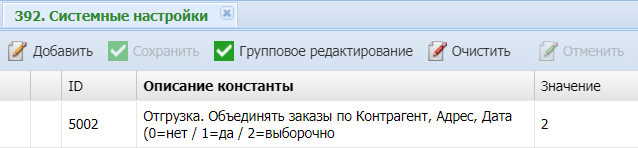 392. Системные настройки
Добавить Сохранить Групповое редактирование Очистить Отменить
ID Описание константы Значение
5002 Отгрузка. Объединять заказы по Контрагент, Адрес, Дата 2
(0=нет / 1=да / 2=выборочно